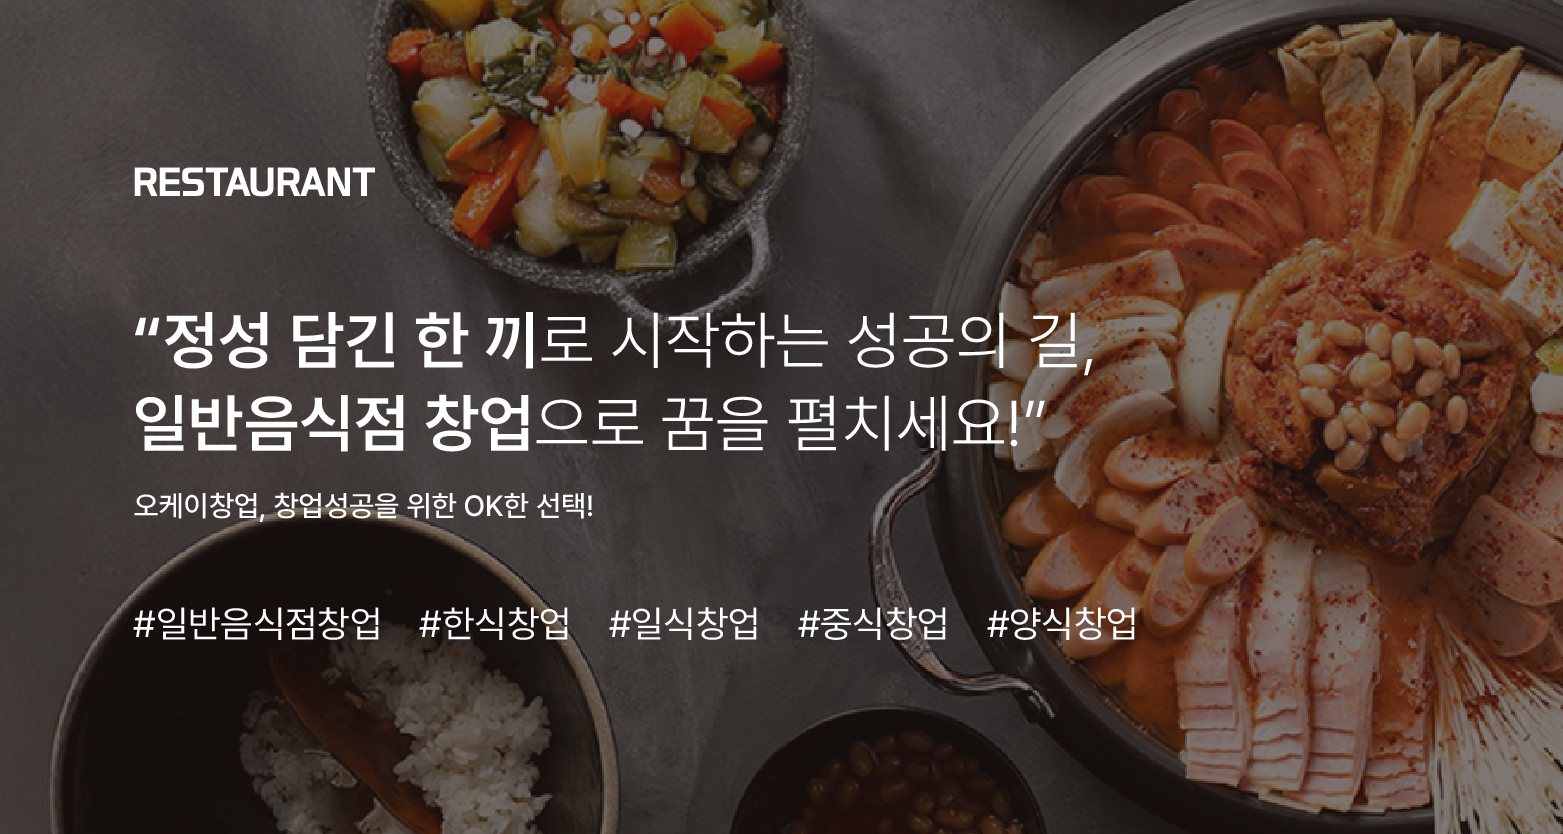 RESTAURANT
“정성 담긴 한 끼로 시작하는 성공의 길,
일반음식점 창업으로 꿈을 펼치세요!”
오케이창업, 창업성공을 위한 OK한 선택!
#일반음식점창업 #한식창업 #일식창업 #중식창업 #양식창업